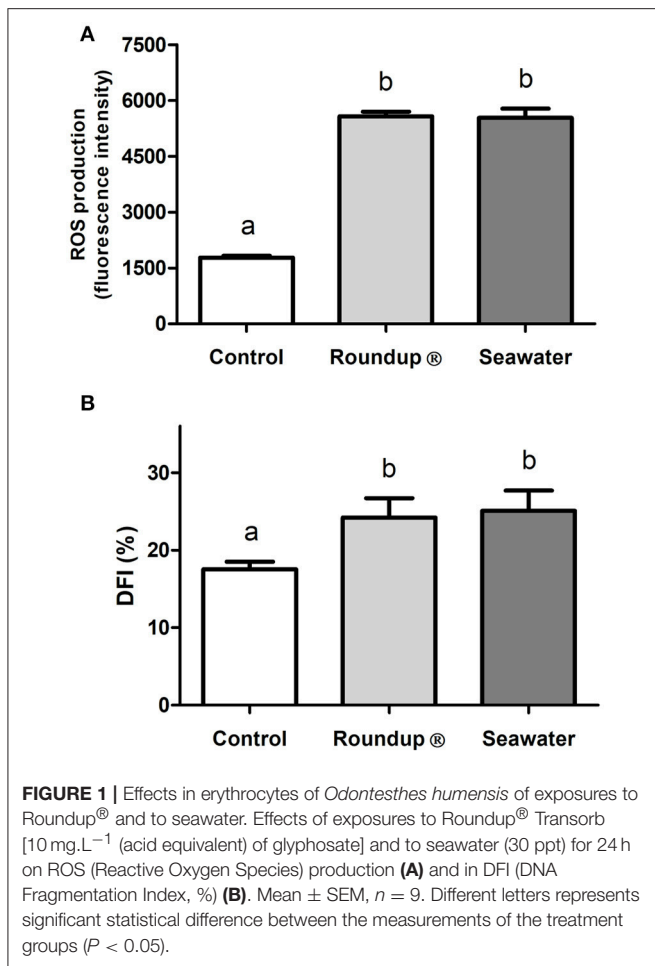 A
7500
6000
4500
3000
1500
0
ROS production
(fluorescence intensity)
a
b
b
Control
Roundup ®
Seawater
B
30
20
10
0
DFI (%)
a
b
b
Control
Roundup ®
Seawater
FIGURE 1 | Effects in erythrocytes of Odontesthes humensis of exposures to
Roundup® and to seawater. Effects of exposures to Roundup® Transorb
[10 mg.L−1 (acid equivalent) of glyphosate] and to seawater (30 ppt) for 24 h
on ROS (Reactive Oxygen Species) production (A) and in DFI (DNA
Fragmentation Index, %) (B). Mean ± SEM, n = 9. Different letters represents
significant statistical difference between the measurements of the treatment
groups (P < 0.05).